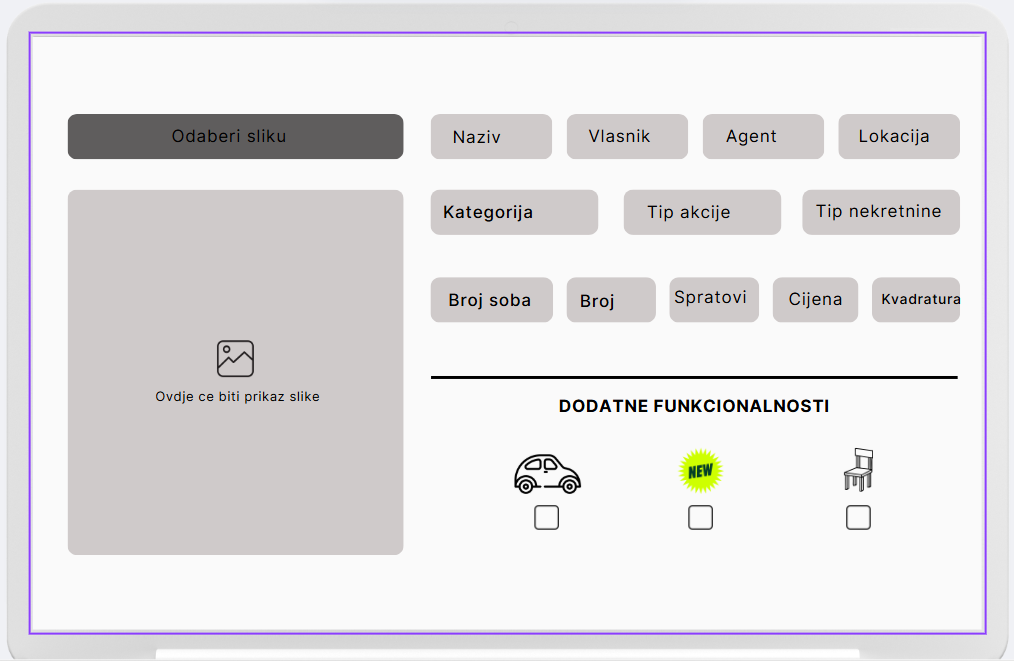 Odaberi sliku
Naziv
Vlasnik
Agent
Lokacija
Kategorija
Tip akcije
Tip nekretnine
Broj soba
Broj
Spratovi
Cijena
Kvadratura
Ovdje ce biti prikaz slike
DODATNE FUNKCIONALNOSTI
NEW